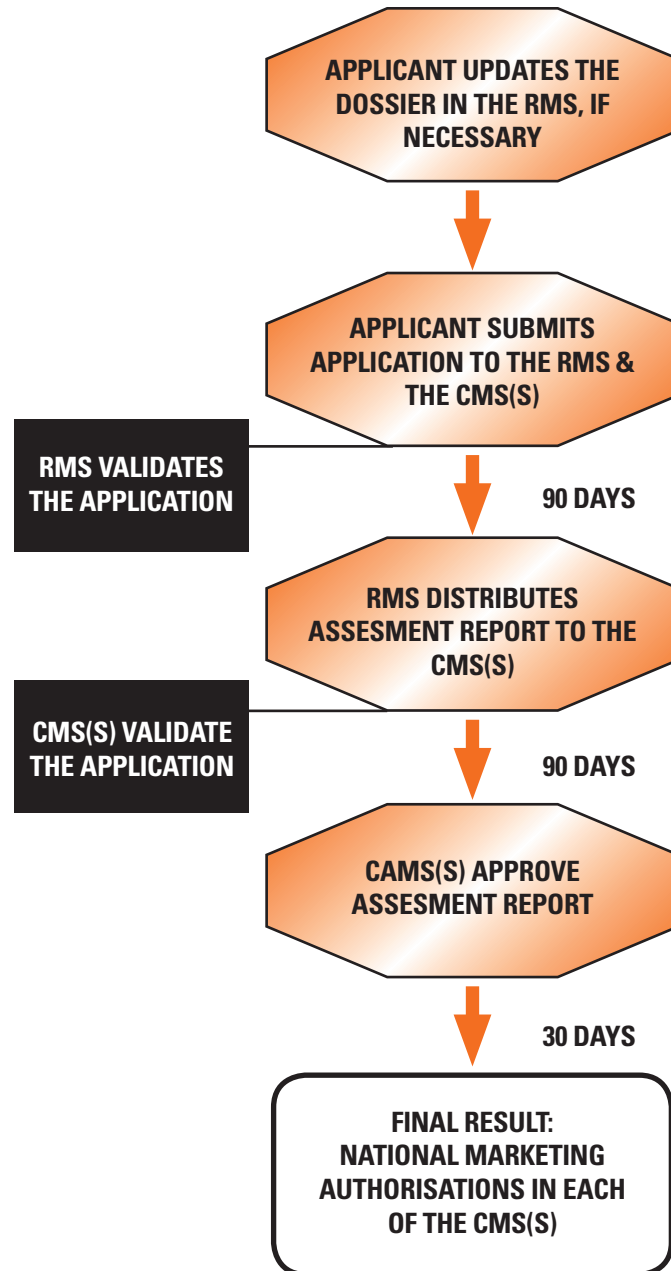 APPLICANT UPDATES THE
DOSSIER IN THE RMS, IF
NECESSARY
APPLICANT SUBMITS
APPLICATION TO THE RMS &
THE CMS(S)
RMS VALIDATES
THE APPLICATION
90 DAYS
RMS DISTRIBUTES
ASSESMENT REPORT TO THE
CMS(S)
CMS(S) VALIDATE
THE APPLICATION
90 DAYS
CAMS(S) APPROVE
ASSESMENT REPORT
30 DAYS
FINAL RESULT:
NATIONAL MARKETING
AUTHORISATIONS IN EACH
OF THE CMS(S)